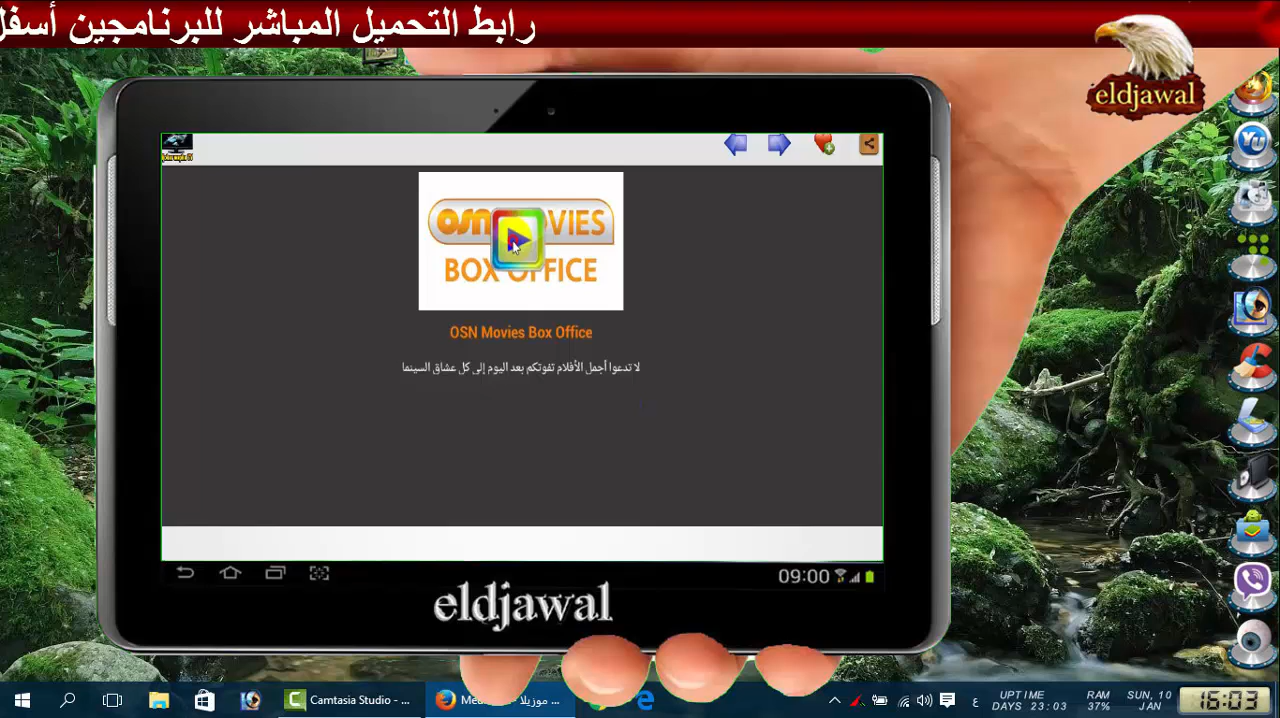 رابط التحميل المباشر للبرنامجين أسفل
eldjawal
OSN MOVIES
BOX OFFICE
OSN Movies Box Office
لا تدعوا أجمل الأفلام تفوتكم بعد اليوم إلى كل عشاق السينما
09:00
eldjawal
Camtasia Studio - ...
موزيلا - ...
ع
UPTIME
DAYS 23:03
RAM
37%
SUN, 10
JAN
16:03